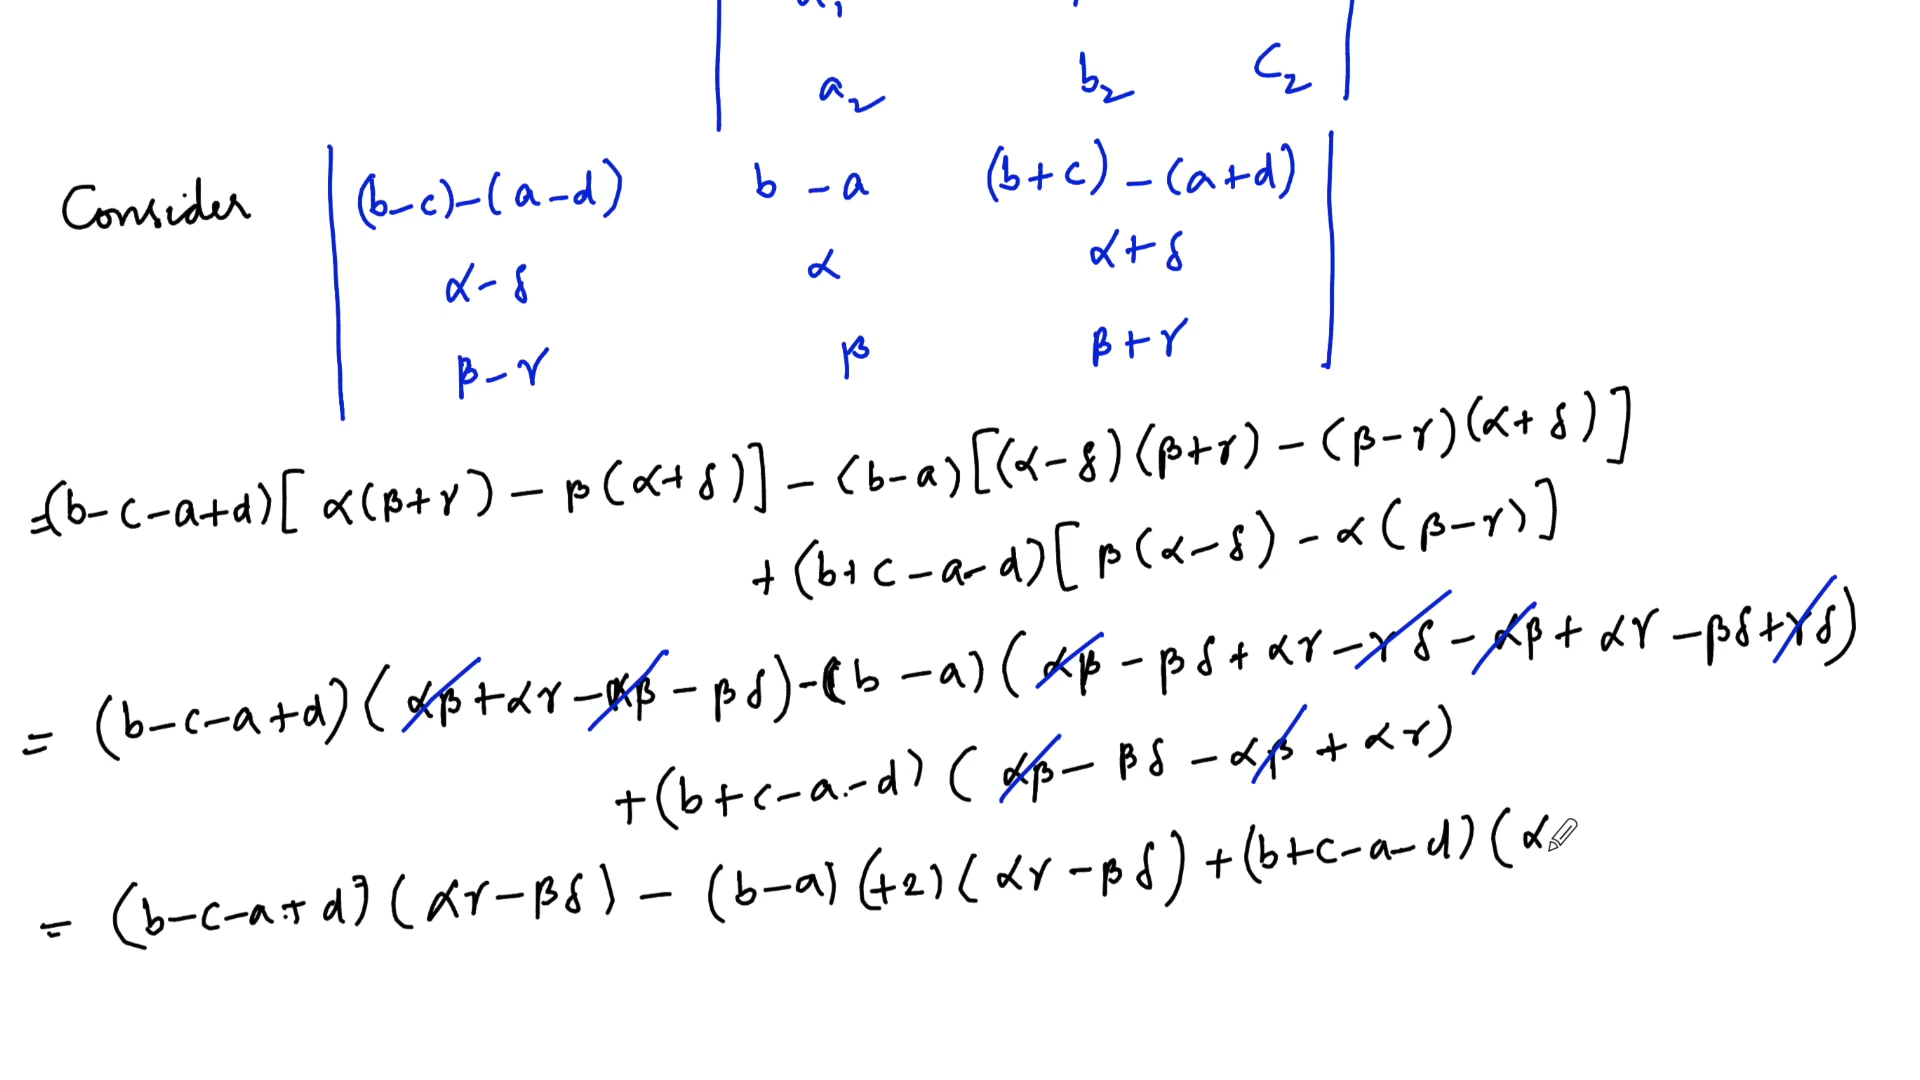 a₂ b₂ c₂
Consider | (b-c)-(a-d) b-a (b+c)-(a+d) |
α-δ α α+δ
β-γ β β+γ
=(b-c-a+d)[α(β+γ)-β(α+δ)]-(b-a)[(α-δ)(β+γ)-(β-γ)(α+δ)]
+(b+c-a-d)[β(α-δ)-α(β-γ)]
= (b-c-a+d)(αβ+αγ-αβ-βδ)-(b-a)(αβ-βδ+αγ-γδ-αβ+αγ-βδ+γδ)
+(b+c-a-d)(αβ-βδ-αβ+αγ)
= (b-c-a+d)(αγ-βδ)-(b-a)(+2)(αγ-βδ)+(b+c-a-d)(α